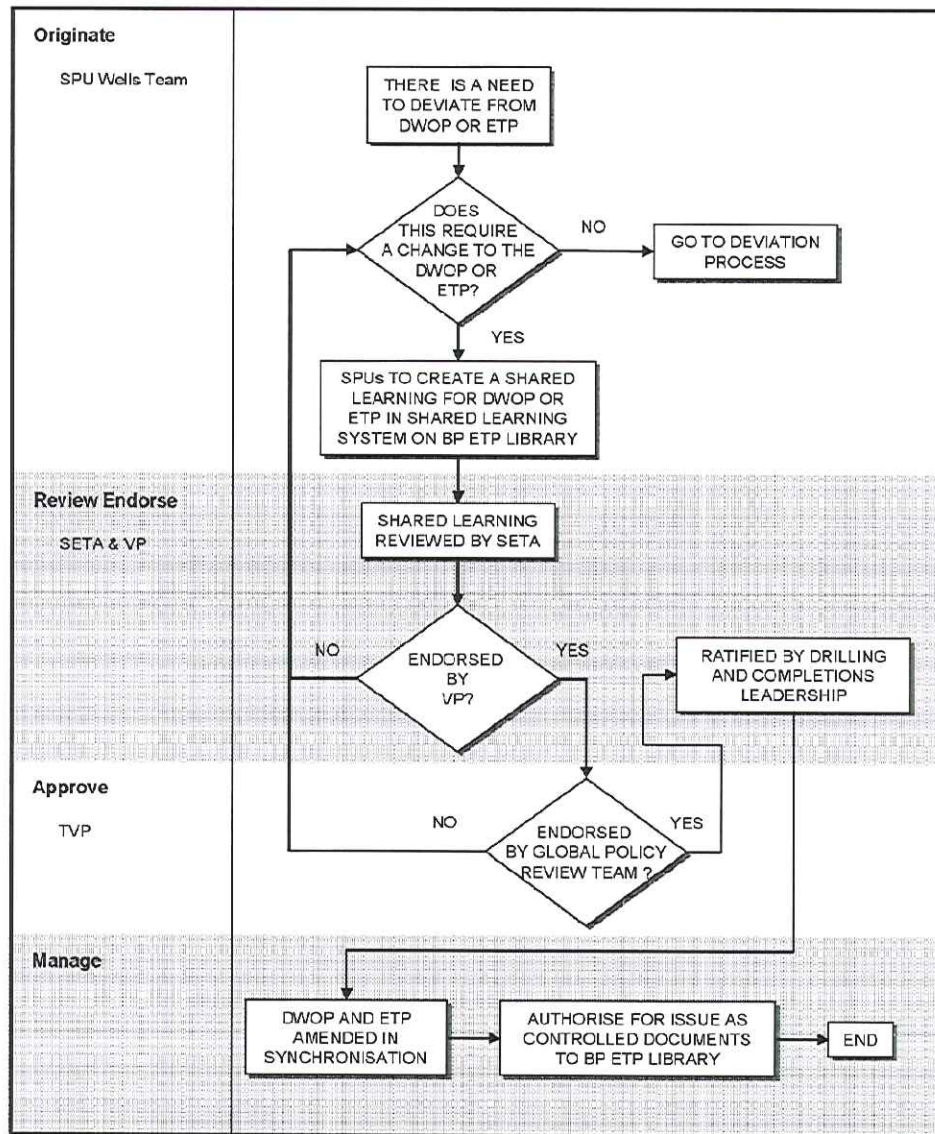 Originate
SPU Wells Team
THERE IS A NEED
TO DEVIATE FROM
DWOP OR ETP
DOES
THIS REQUIRE
A CHANGE TO THE
DWOP OR
ETP?
NO
GO TO DEVIATION
PROCESS
YES
SPUs TO CREATE A SHARED
LEARNING FOR DWOP OR
ETP IN SHARED LEARNING
SYSTEM ON BP ETP LIBRARY
Review Endorse
SETA & VP
SHARED LEARNING
REVIEWED BY SETA
NO
ENDORSED
BY
VP?
YES
RATIFIED BY DRILLING
AND COMPLETIONS
LEADERSHIP
Approve
TVP
NO
ENDORSED
BY GLOBAL POLICY
REVIEW TEAM ?
YES
Manage
DWOP AND ETP
AMENDED IN
SYNCHRONISATION
AUTHORISE FOR ISSUE AS
CONTROLLED DOCUMENTS
TO BP ETP LIBRARY
END